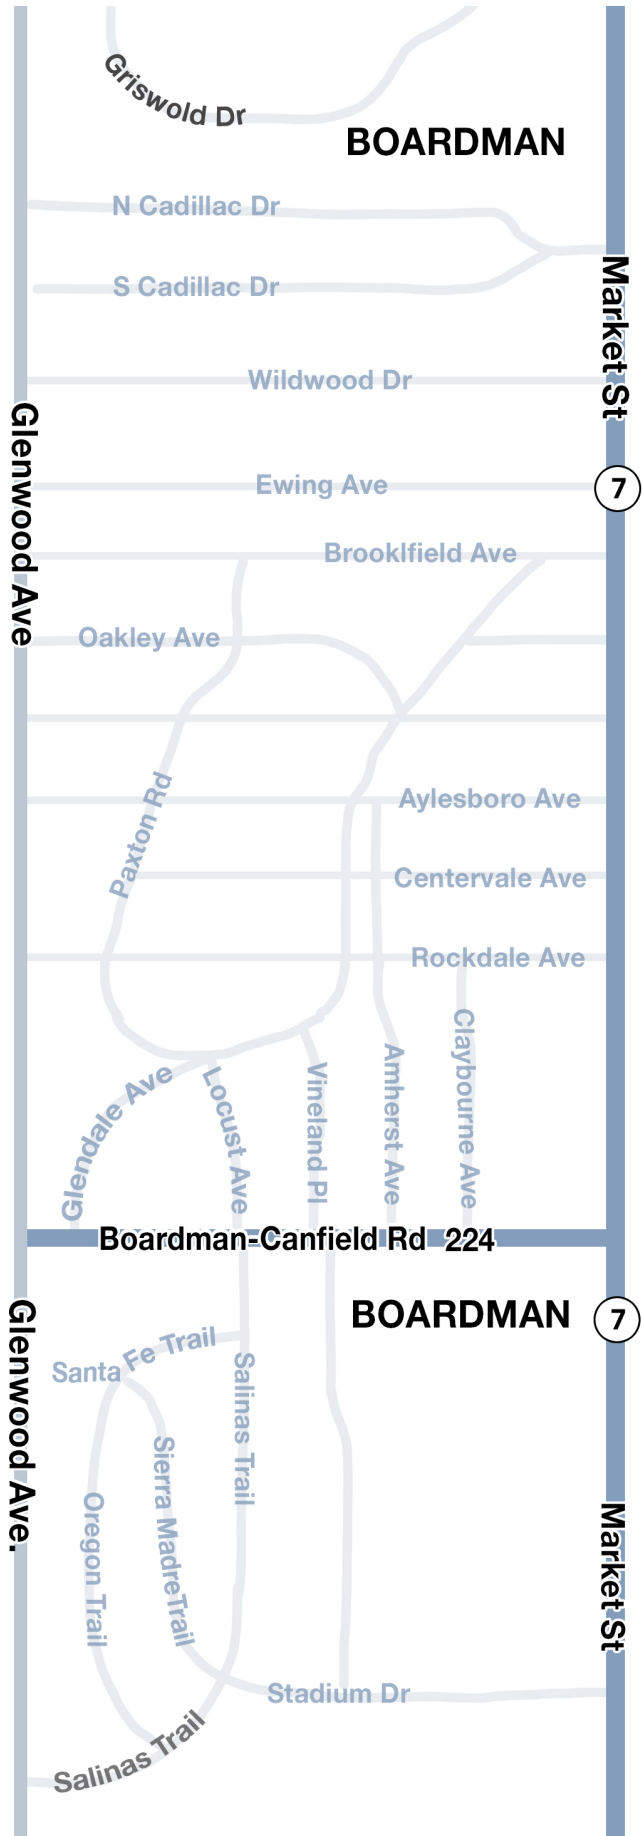 Griswold Dr
BOARDMAN
N Cadillac Dr
S Cadillac Dr
Market St
Wildwood Dr
Glenwood Ave
Ewing Ave
7
Brooklfield Ave
Oakley Ave
Paxton Rd
Aylesboro Ave
Centervale Ave
Rockdale Ave
Glendale Ave
Locust Ave
Vineland Pl
Amherst Ave
Claybourne Ave
Boardman-Canfield Rd 224
BOARDMAN
7
Glenwood Ave.
Santa Fe Trail
Salinas Trail
Sierra MadreTrail
Oregon Trail
Market St
Stadium Dr
Salinas Trail